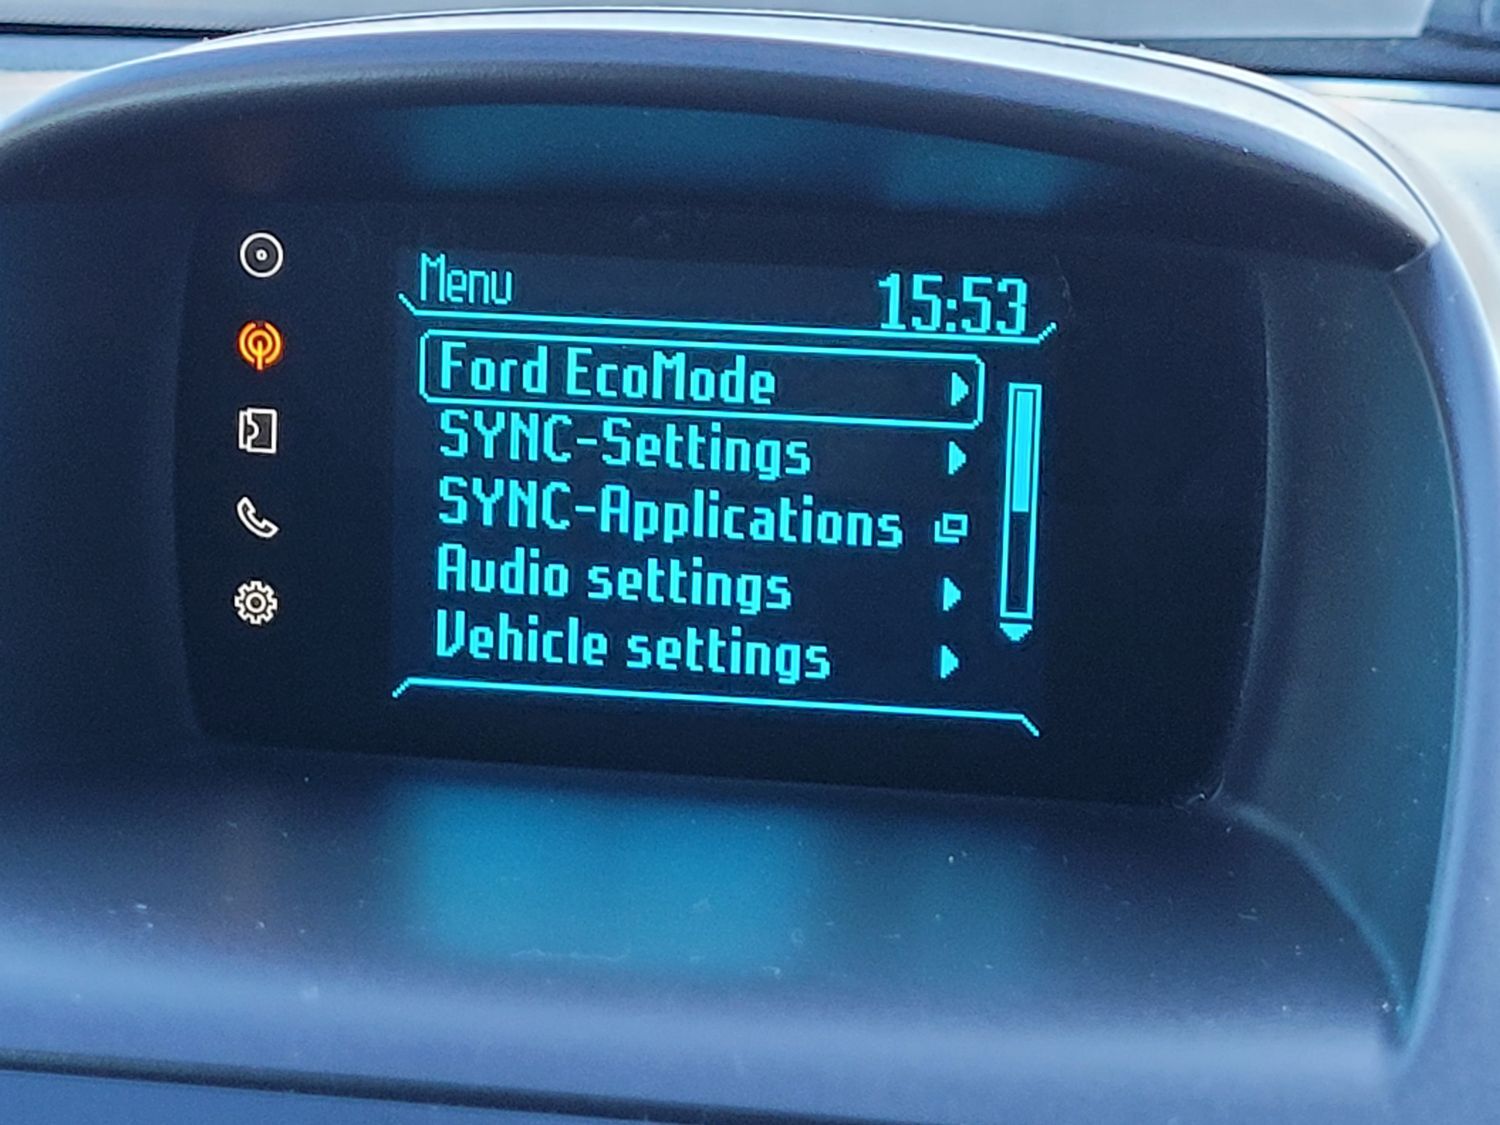 Menu
15:53
Ford EcoMode
SYNC-Settings
SYNC-Applications
Audio settings
Vehicle settings